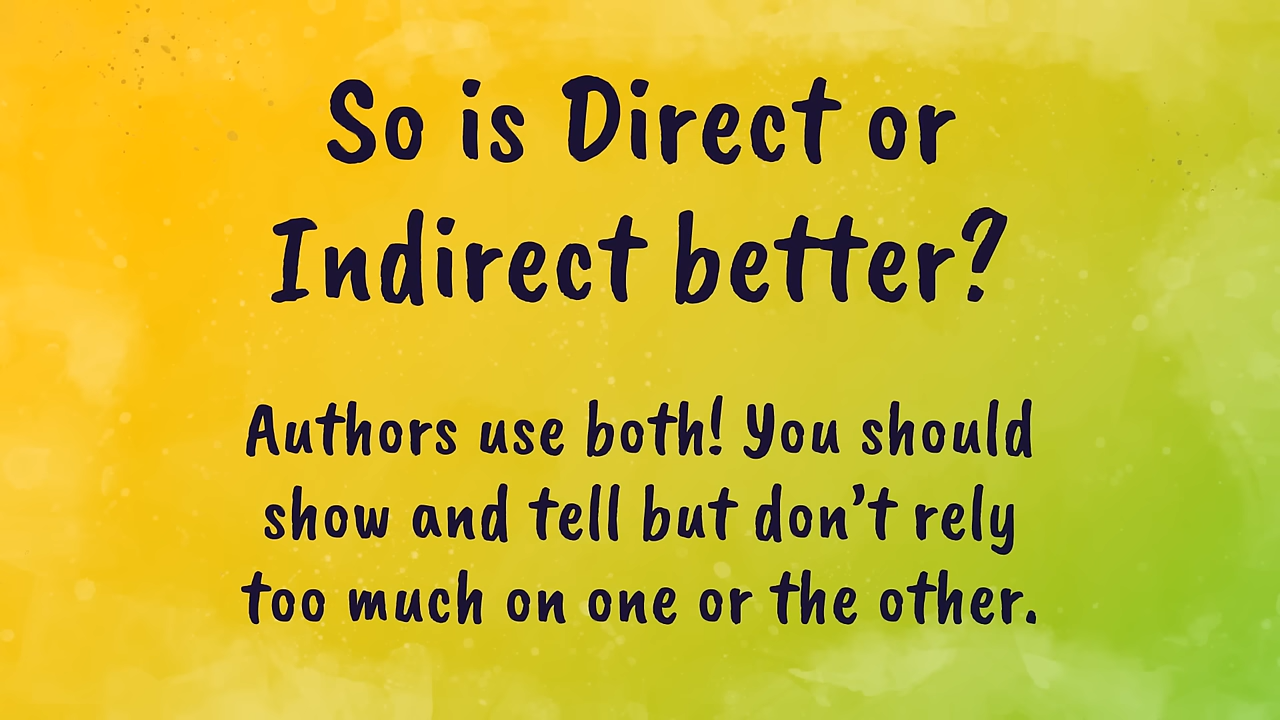 So is Direct or
Indirect better?
Authors use both! You should
show and tell but don’t rely
too much on one or the other.